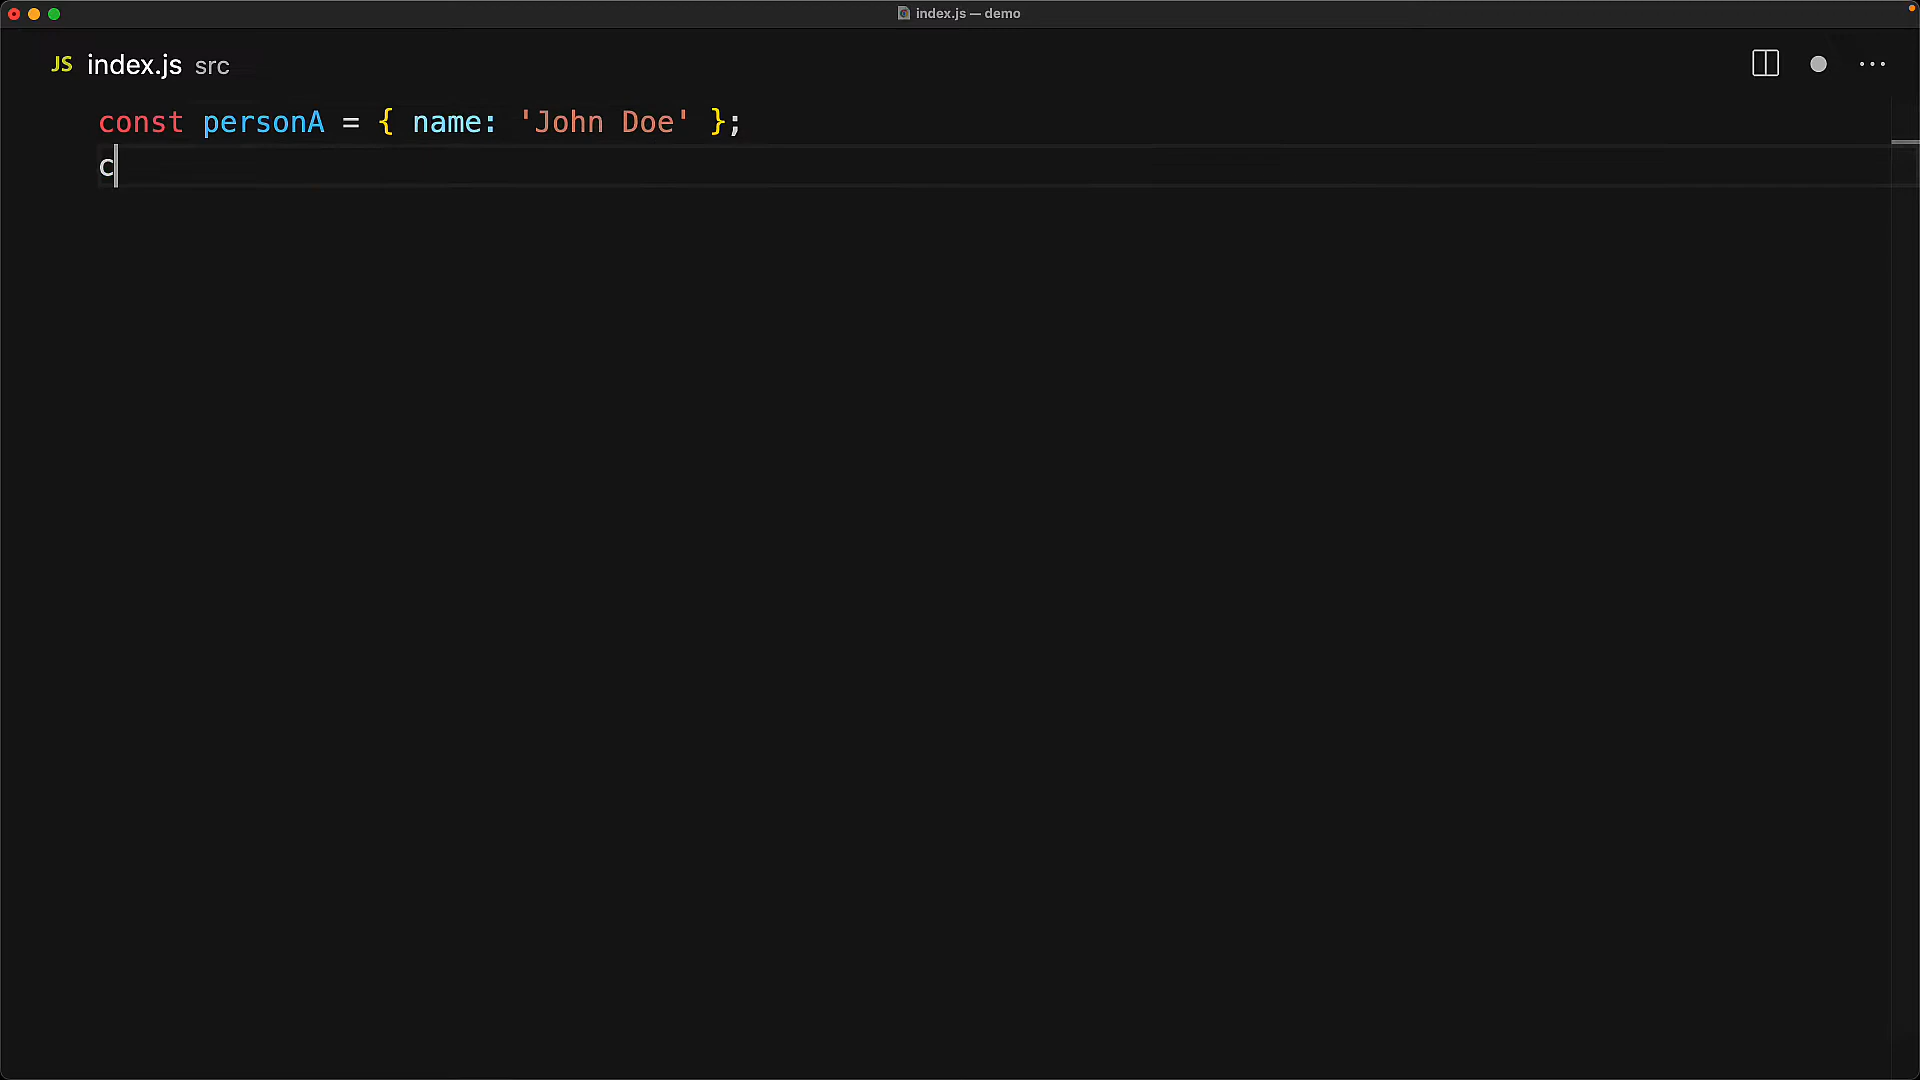 index.js — demo
JS index.js src
const personA = { name: 'John Doe' };
c